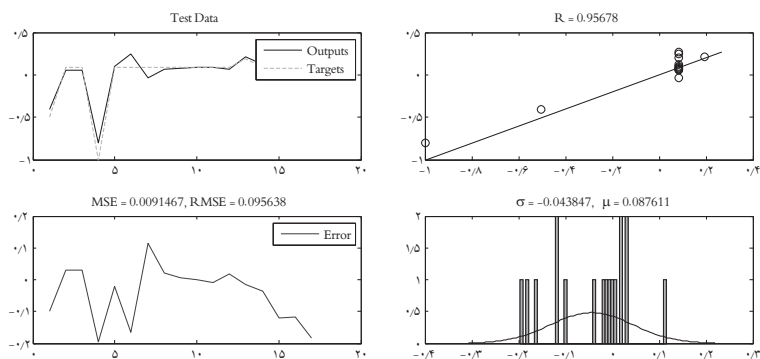 Test Data
۰/۵
۰
-۰/۵
-۱
Outputs
Targets
۰ ۵ ۱۰ ۱۵ ۲۰
R = 0.95678
۰/۵
۰
-۰/۵
-۱
-۱ -۰/۸ -۰/۶ -۰/۴ -۰/۲ ۰ ۰/۲ ۰/۴
MSE = 0.0091467, RMSE = 0.095638
۰/۲
۰/۱
۰
-۰/۱
-۰/۲
Error
۰ ۵ ۱۰ ۱۵ ۲۰
σ = -0.043847, μ = 0.087611
۲
۱/۵
۱
۰/۵
۰
-۰/۴ -۰/۳ -۰/۲ -۰/۱ ۰ ۰/۱ ۰/۲ ۰/۳